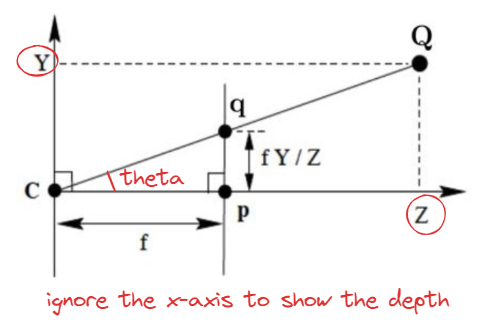 Q
Y
q
theta
f Y / Z
C
p
Z
f
ignore the x-axis to show the depth